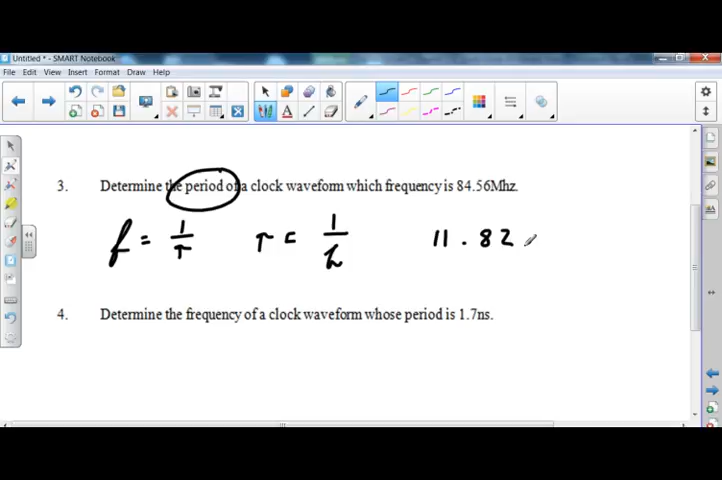 Untitled * - SMART Notebook
File Edit View Insert Format Draw Help
3. Determine the period of a clock waveform which frequency is 84.56Mhz.
f = 1/T T = 1/f 11.82
4. Determine the frequency of a clock waveform whose period is 1.7ns.